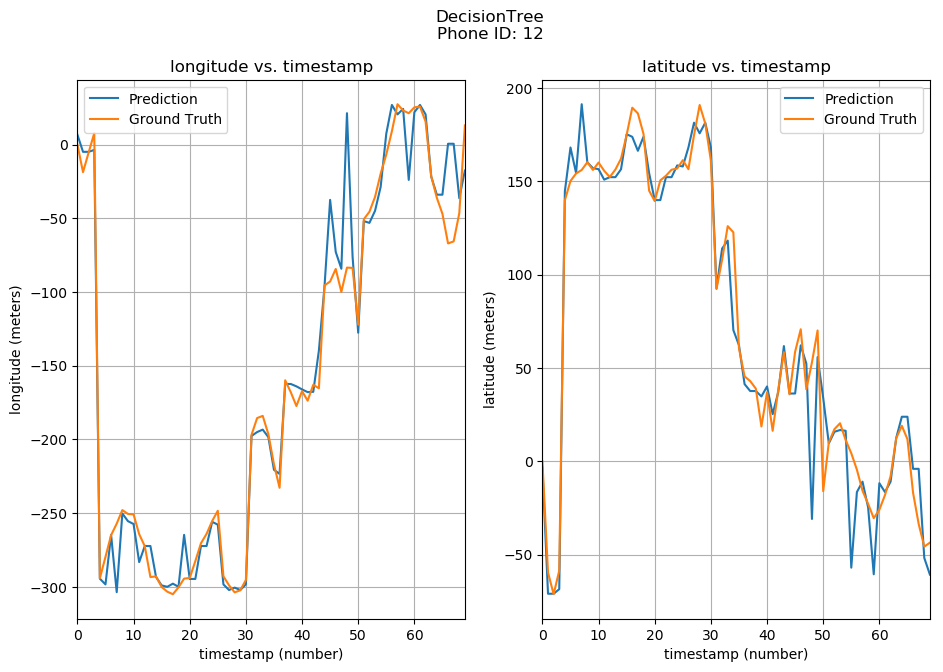 DecisionTree
Phone ID: 12
longitude vs. timestamp
Prediction
Ground Truth
0
−50
−100
−150
−200
−250
−300
longitude (meters)
0 10 20 30 40 50 60
timestamp (number)
latitude vs. timestamp
Prediction
Ground Truth
200
150
100
50
0
−50
latitude (meters)
0 10 20 30 40 50 60
timestamp (number)